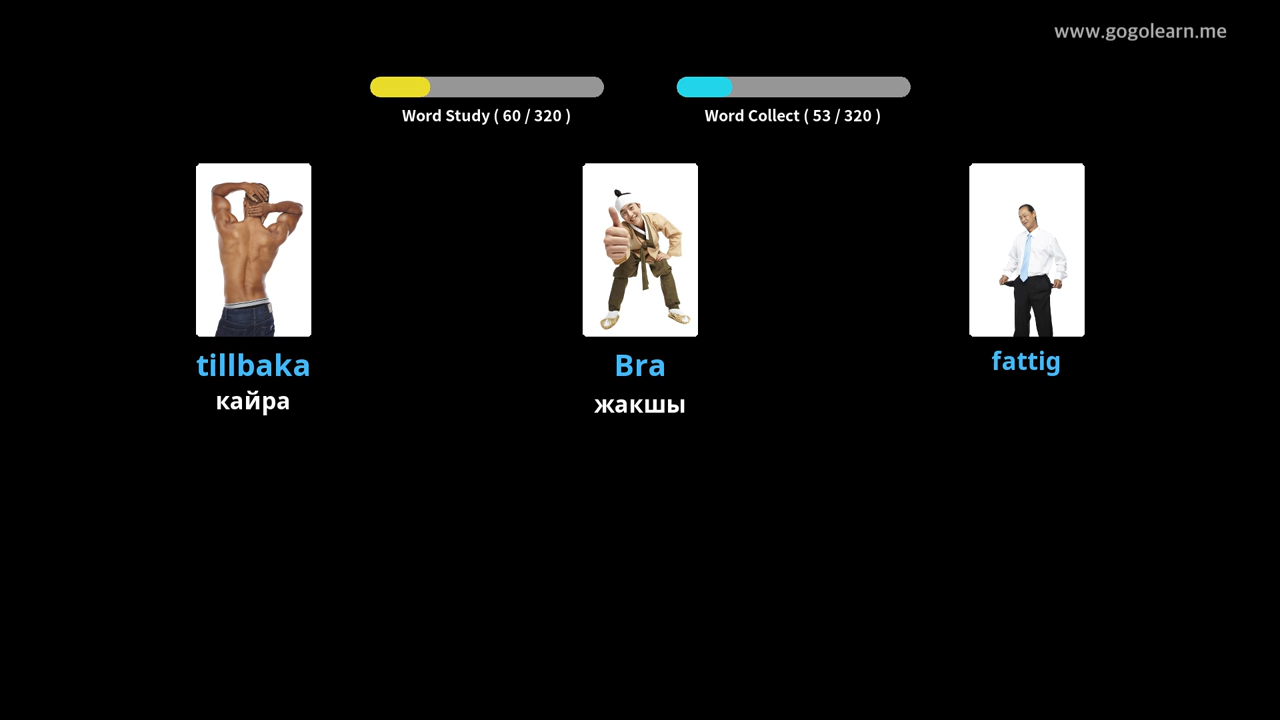 www.gogolearn.me
Word Study ( 60 / 320 )
Word Collect ( 53 / 320 )
tillbaka
кайра
Bra
жакшы
fattig